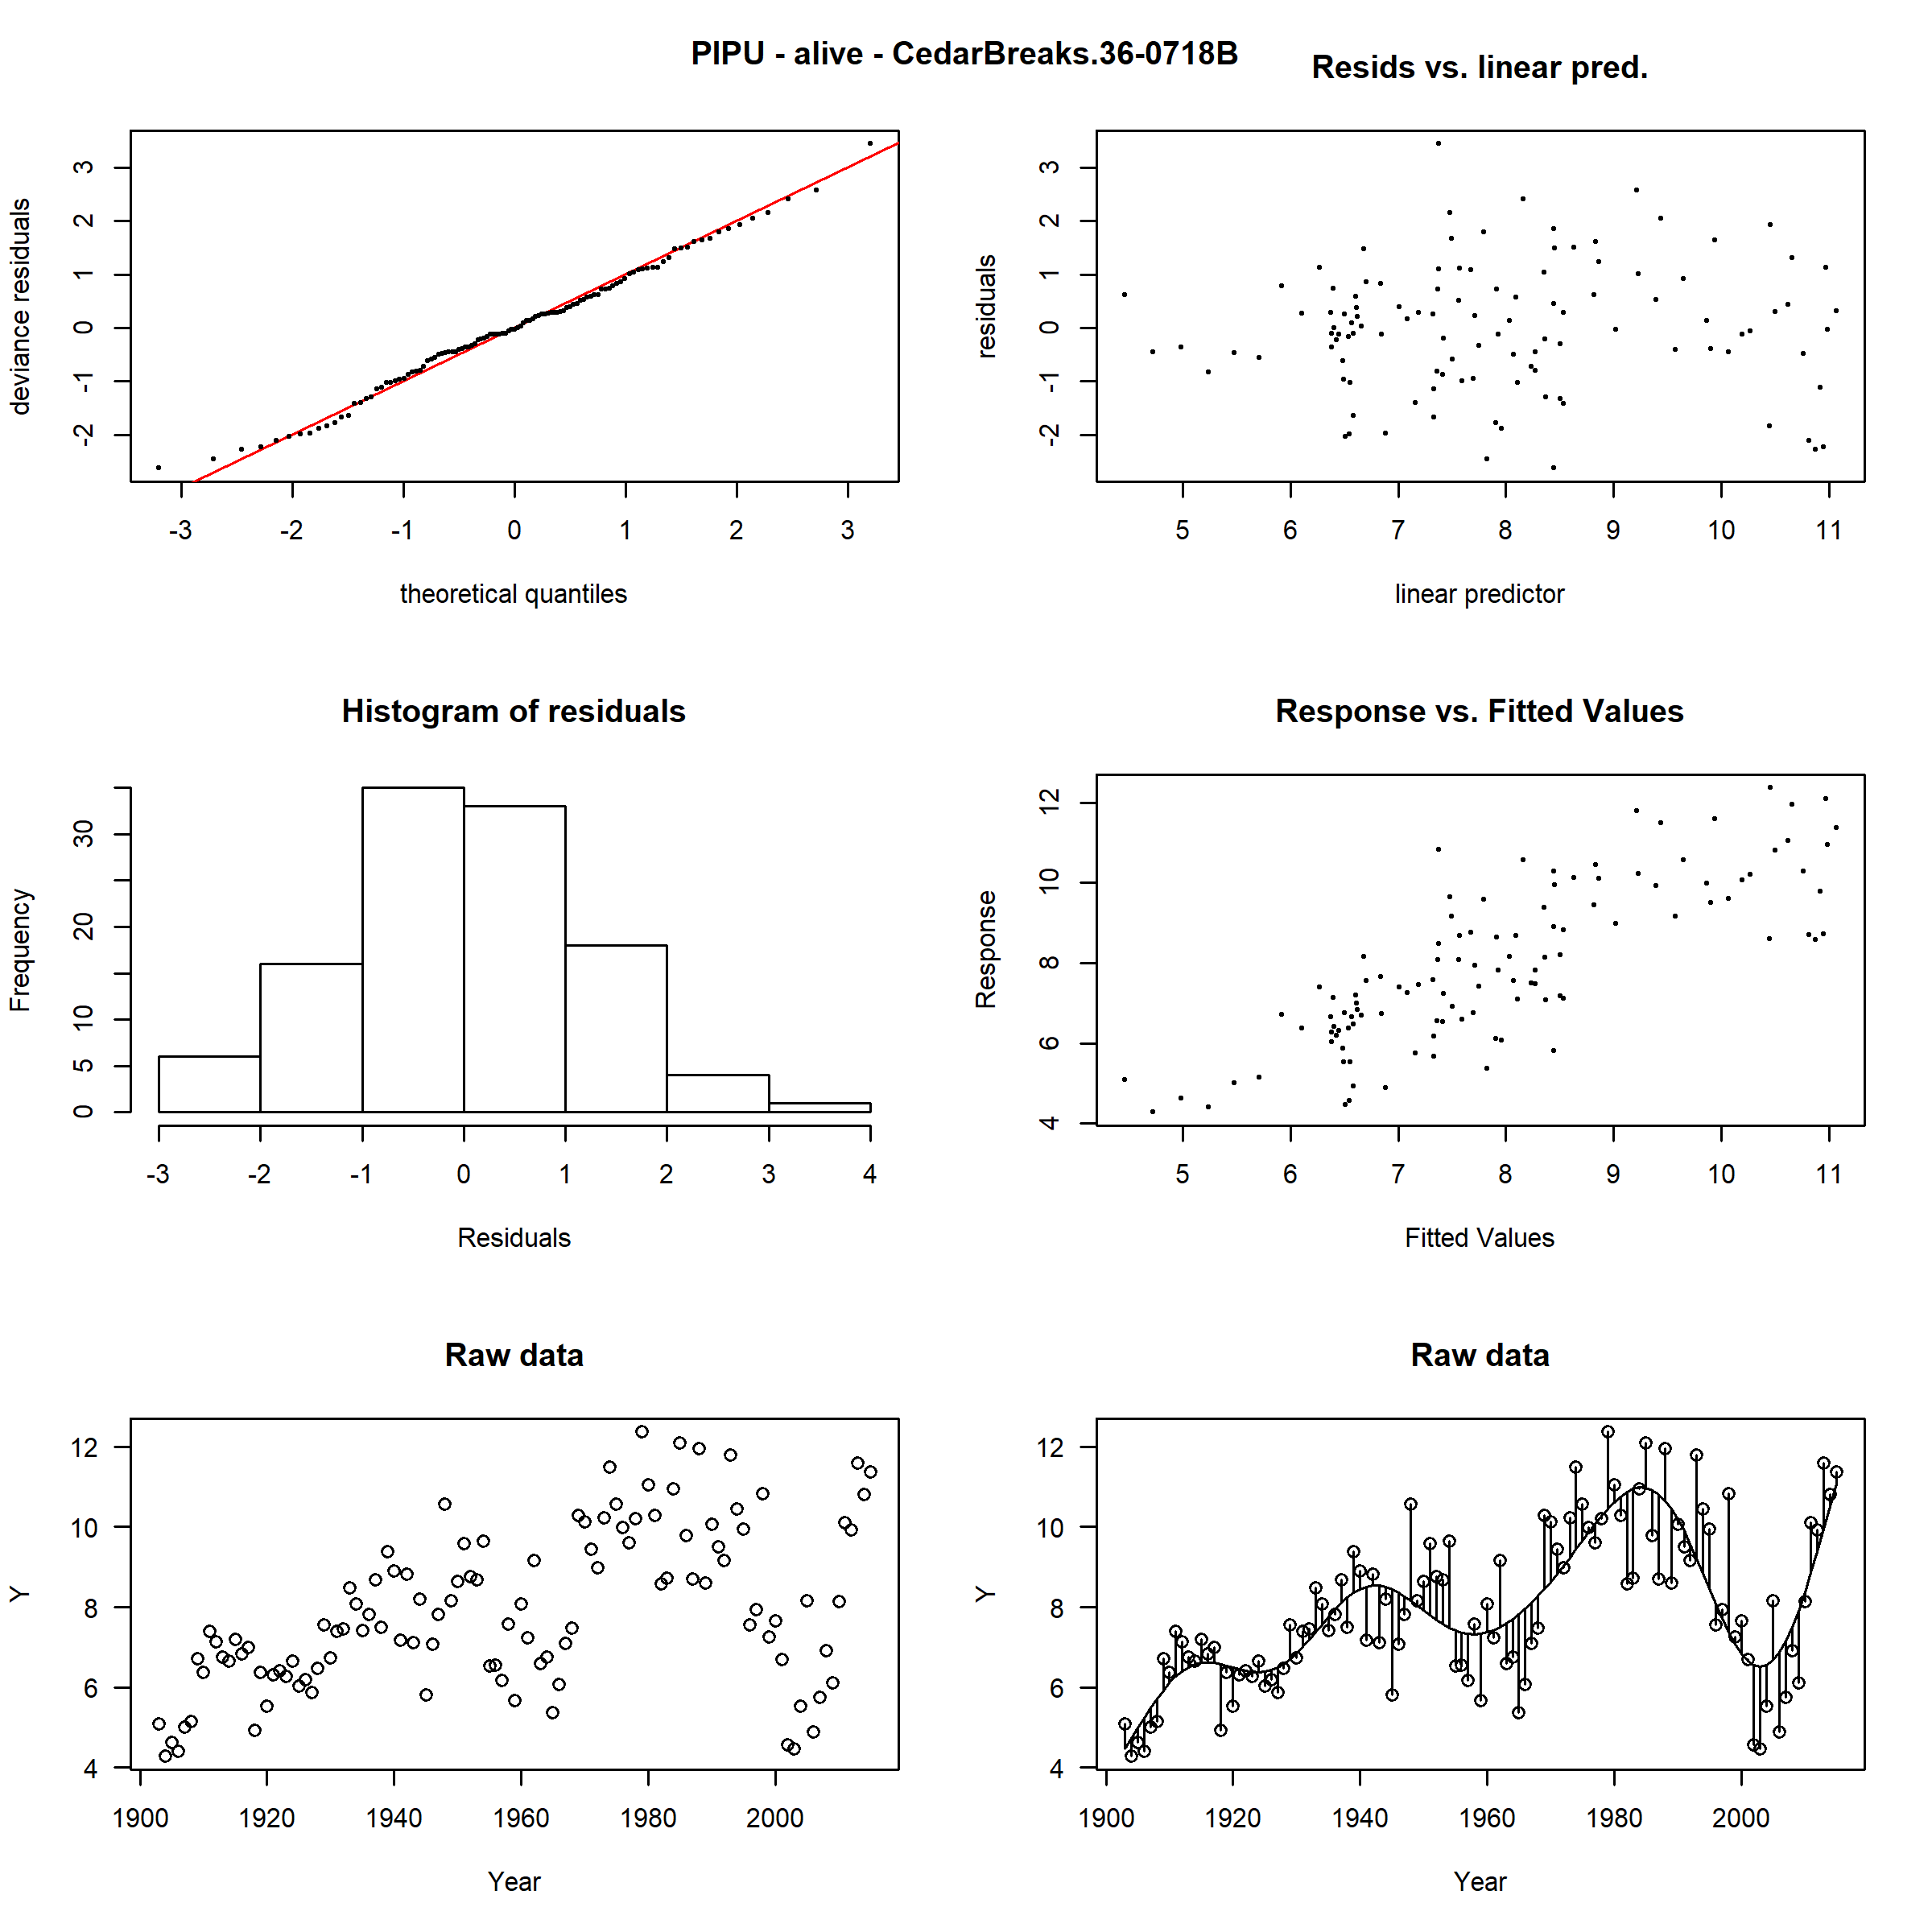 PIPU - alive - CedarBreaks.36-0718B
Resids vs. linear pred.
deviance residuals
3
2
1
0
-1
-2
-3 -2 -1 0 1 2 3
theoretical quantiles
residuals
3
2
1
0
-1
-2
5 6 7 8 9 10 11
linear predictor
Histogram of residuals
Frequency
30
20
10
5
0
-3 -2 -1 0 1 2 3 4
Residuals
Response vs. Fitted Values
Response
12
10
8
6
4
5 6 7 8 9 10 11
Fitted Values
Raw data
Y
12
10
8
6
4
1900 1920 1940 1960 1980 2000
Year
Raw data
Y
12
10
8
6
4
1900 1920 1940 1960 1980 2000
Year